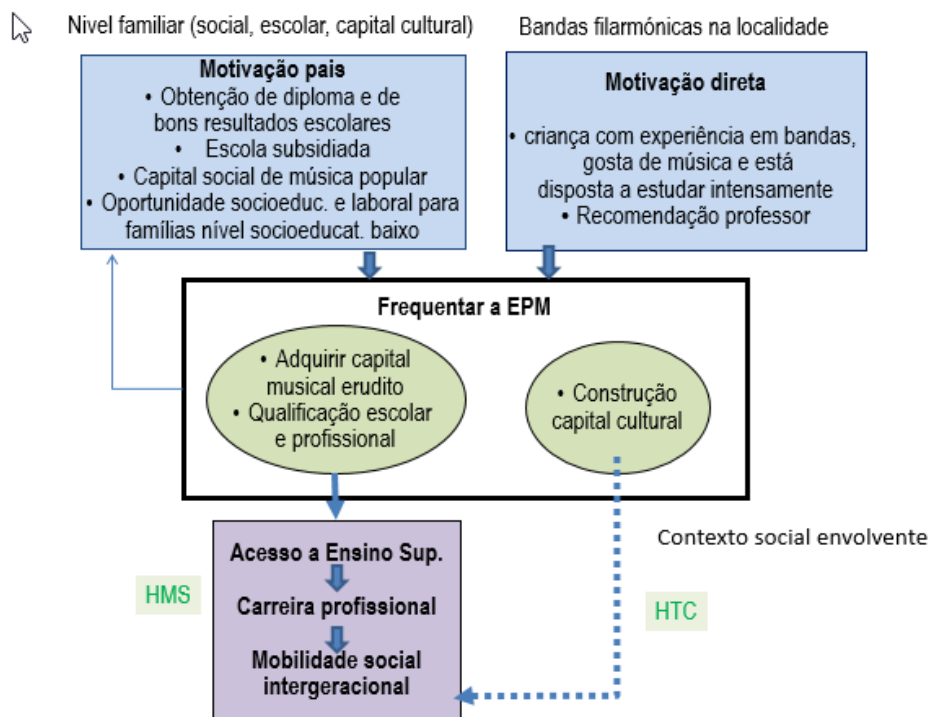 Nivel familiar (social, escolar, capital cultural)
Bandas filarmónicas na localidade
Motivação pais
• Obtenção de diploma e de
bons resultados escolares
• Escola subsidiada
• Capital social de música popular
• Oportunidade socioeduc. e laboral para
famílias nível socioeducat. baixo
Motivação direta
• criança com experiência em bandas,
gosta de música e está
disposta a estudar intensamente
• Recomendação professor
Frequentar a EPM
• Adquirir capital
musical erudito
• Qualificação escolar
e profissional
• Construção
capital cultural
Contexto social envolvente
Acesso a Ensino Sup.
Carreira profissional
Mobilidade social
intergeracional
HMS
HTC